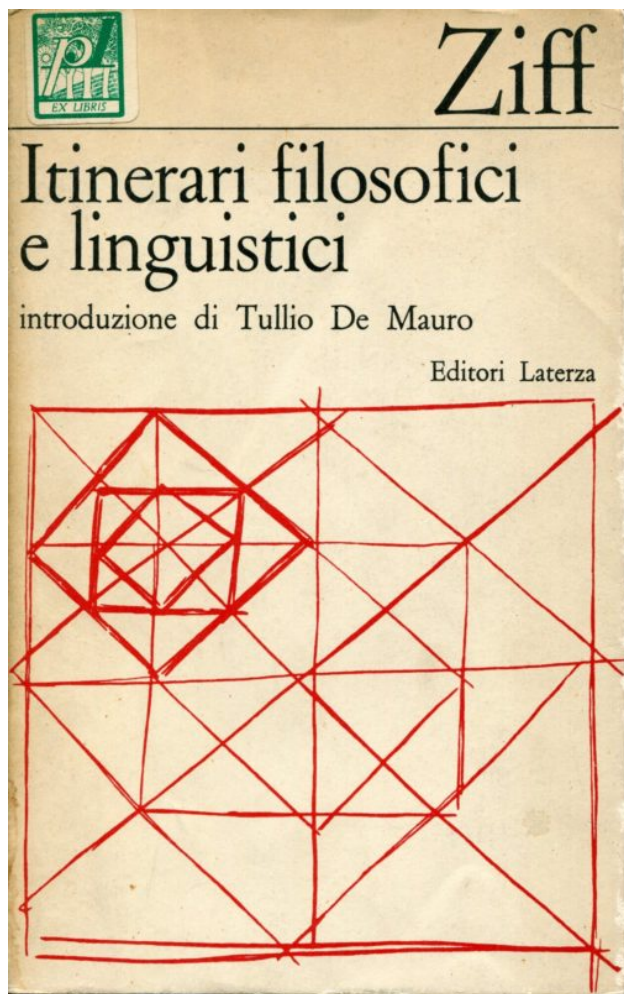 EX LIBRIS
Ziff
Itinerari filosofici
e linguistici
introduzione di Tullio De Mauro
Editori Laterza